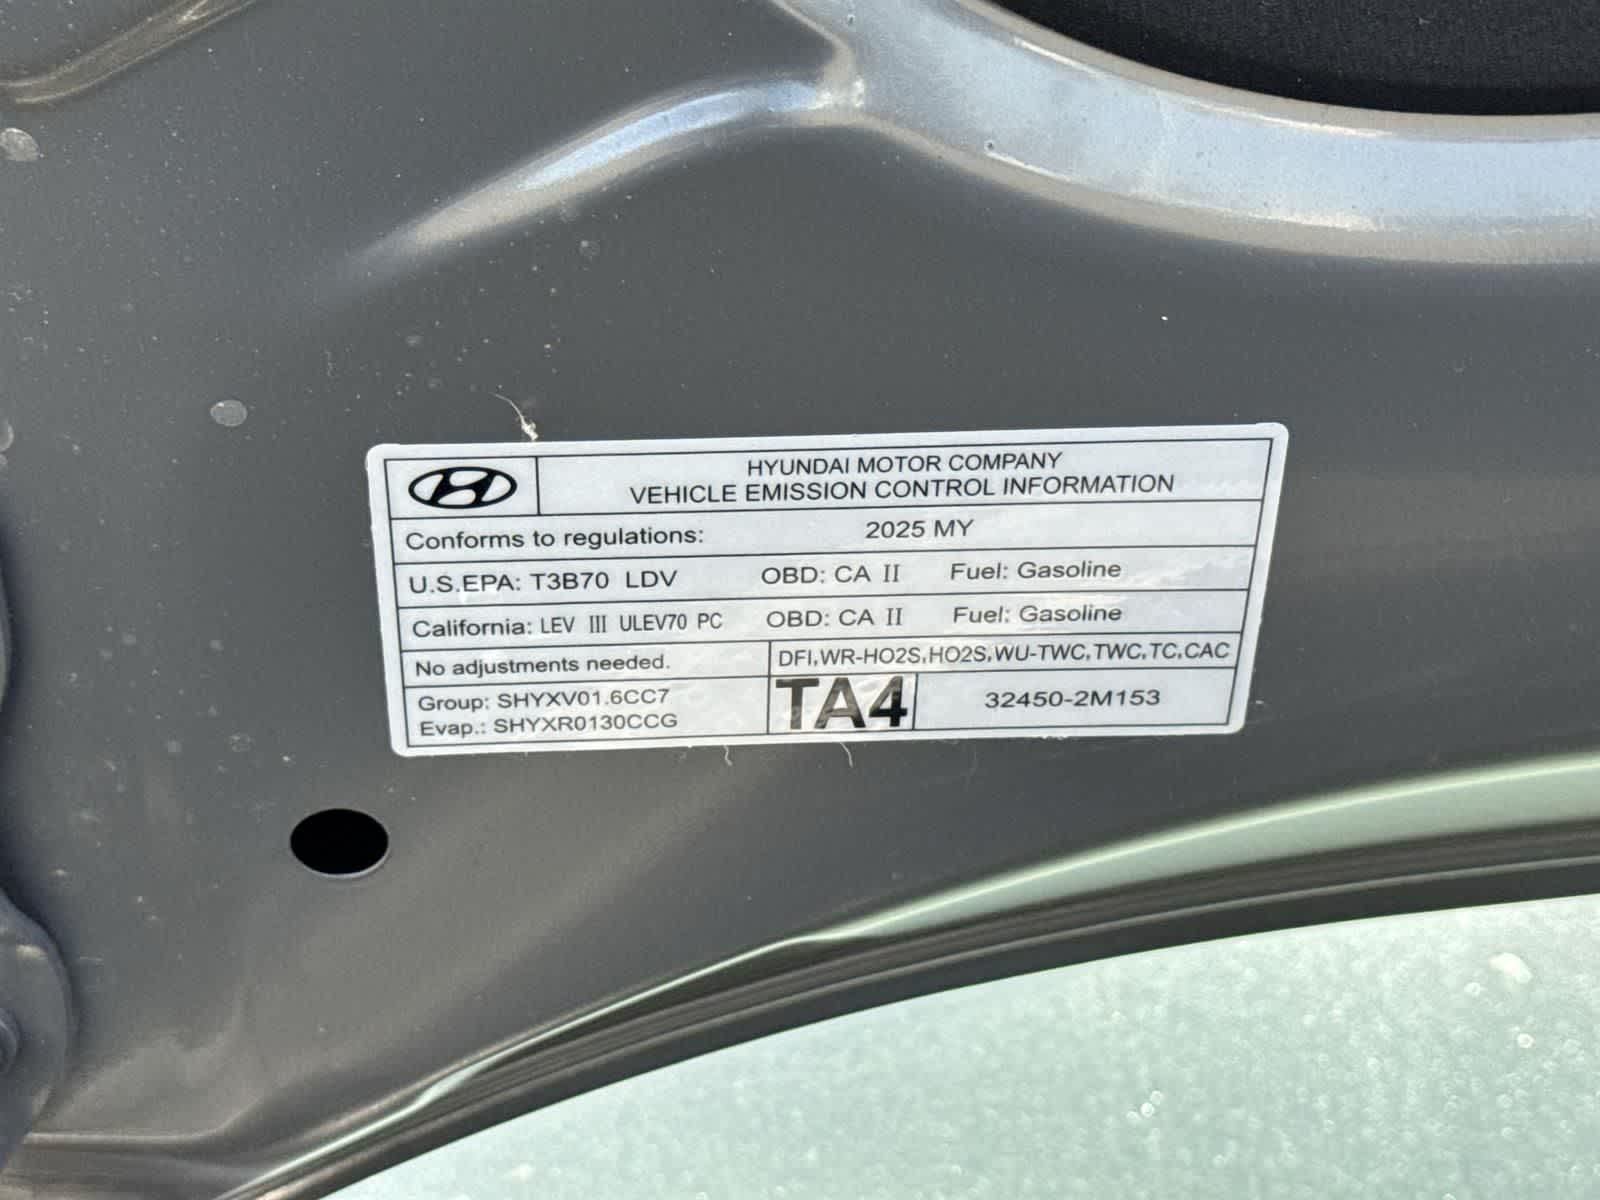 HYUNDAI MOTOR COMPANY
VEHICLE EMISSION CONTROL INFORMATION
Conforms to regulations: 2025 MY
U.S.EPA: T3B70 LDV OBD: CA II Fuel: Gasoline
California: LEV III ULEV70 PC OBD: CA II Fuel: Gasoline
No adjustments needed. DFI,WR-HO2S,HO2S,WU-TWC,TWC,TC,CAC
Group: SHYXV01.6CC7
Evap.: SHYXR0130CCG
TA4
32450-2M153